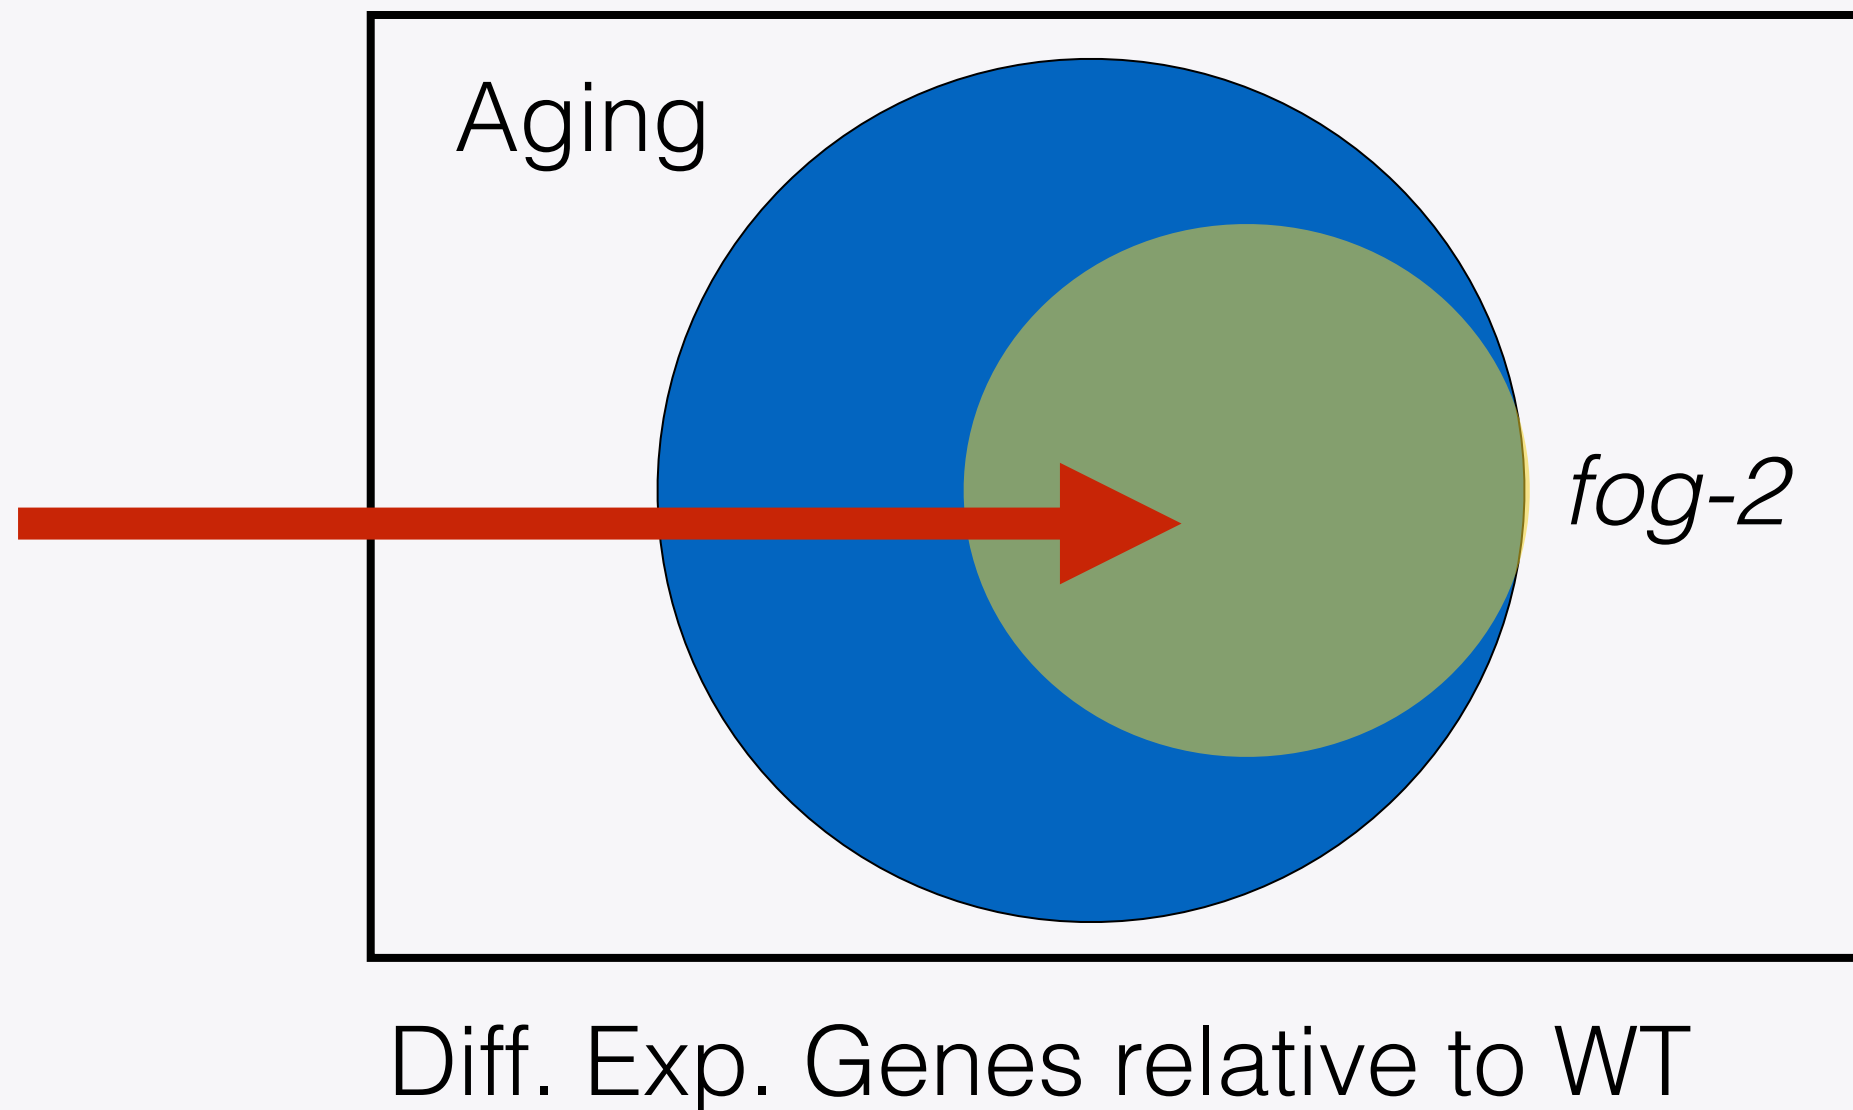 Aging
fog-2
Diff. Exp. Genes relative to WT